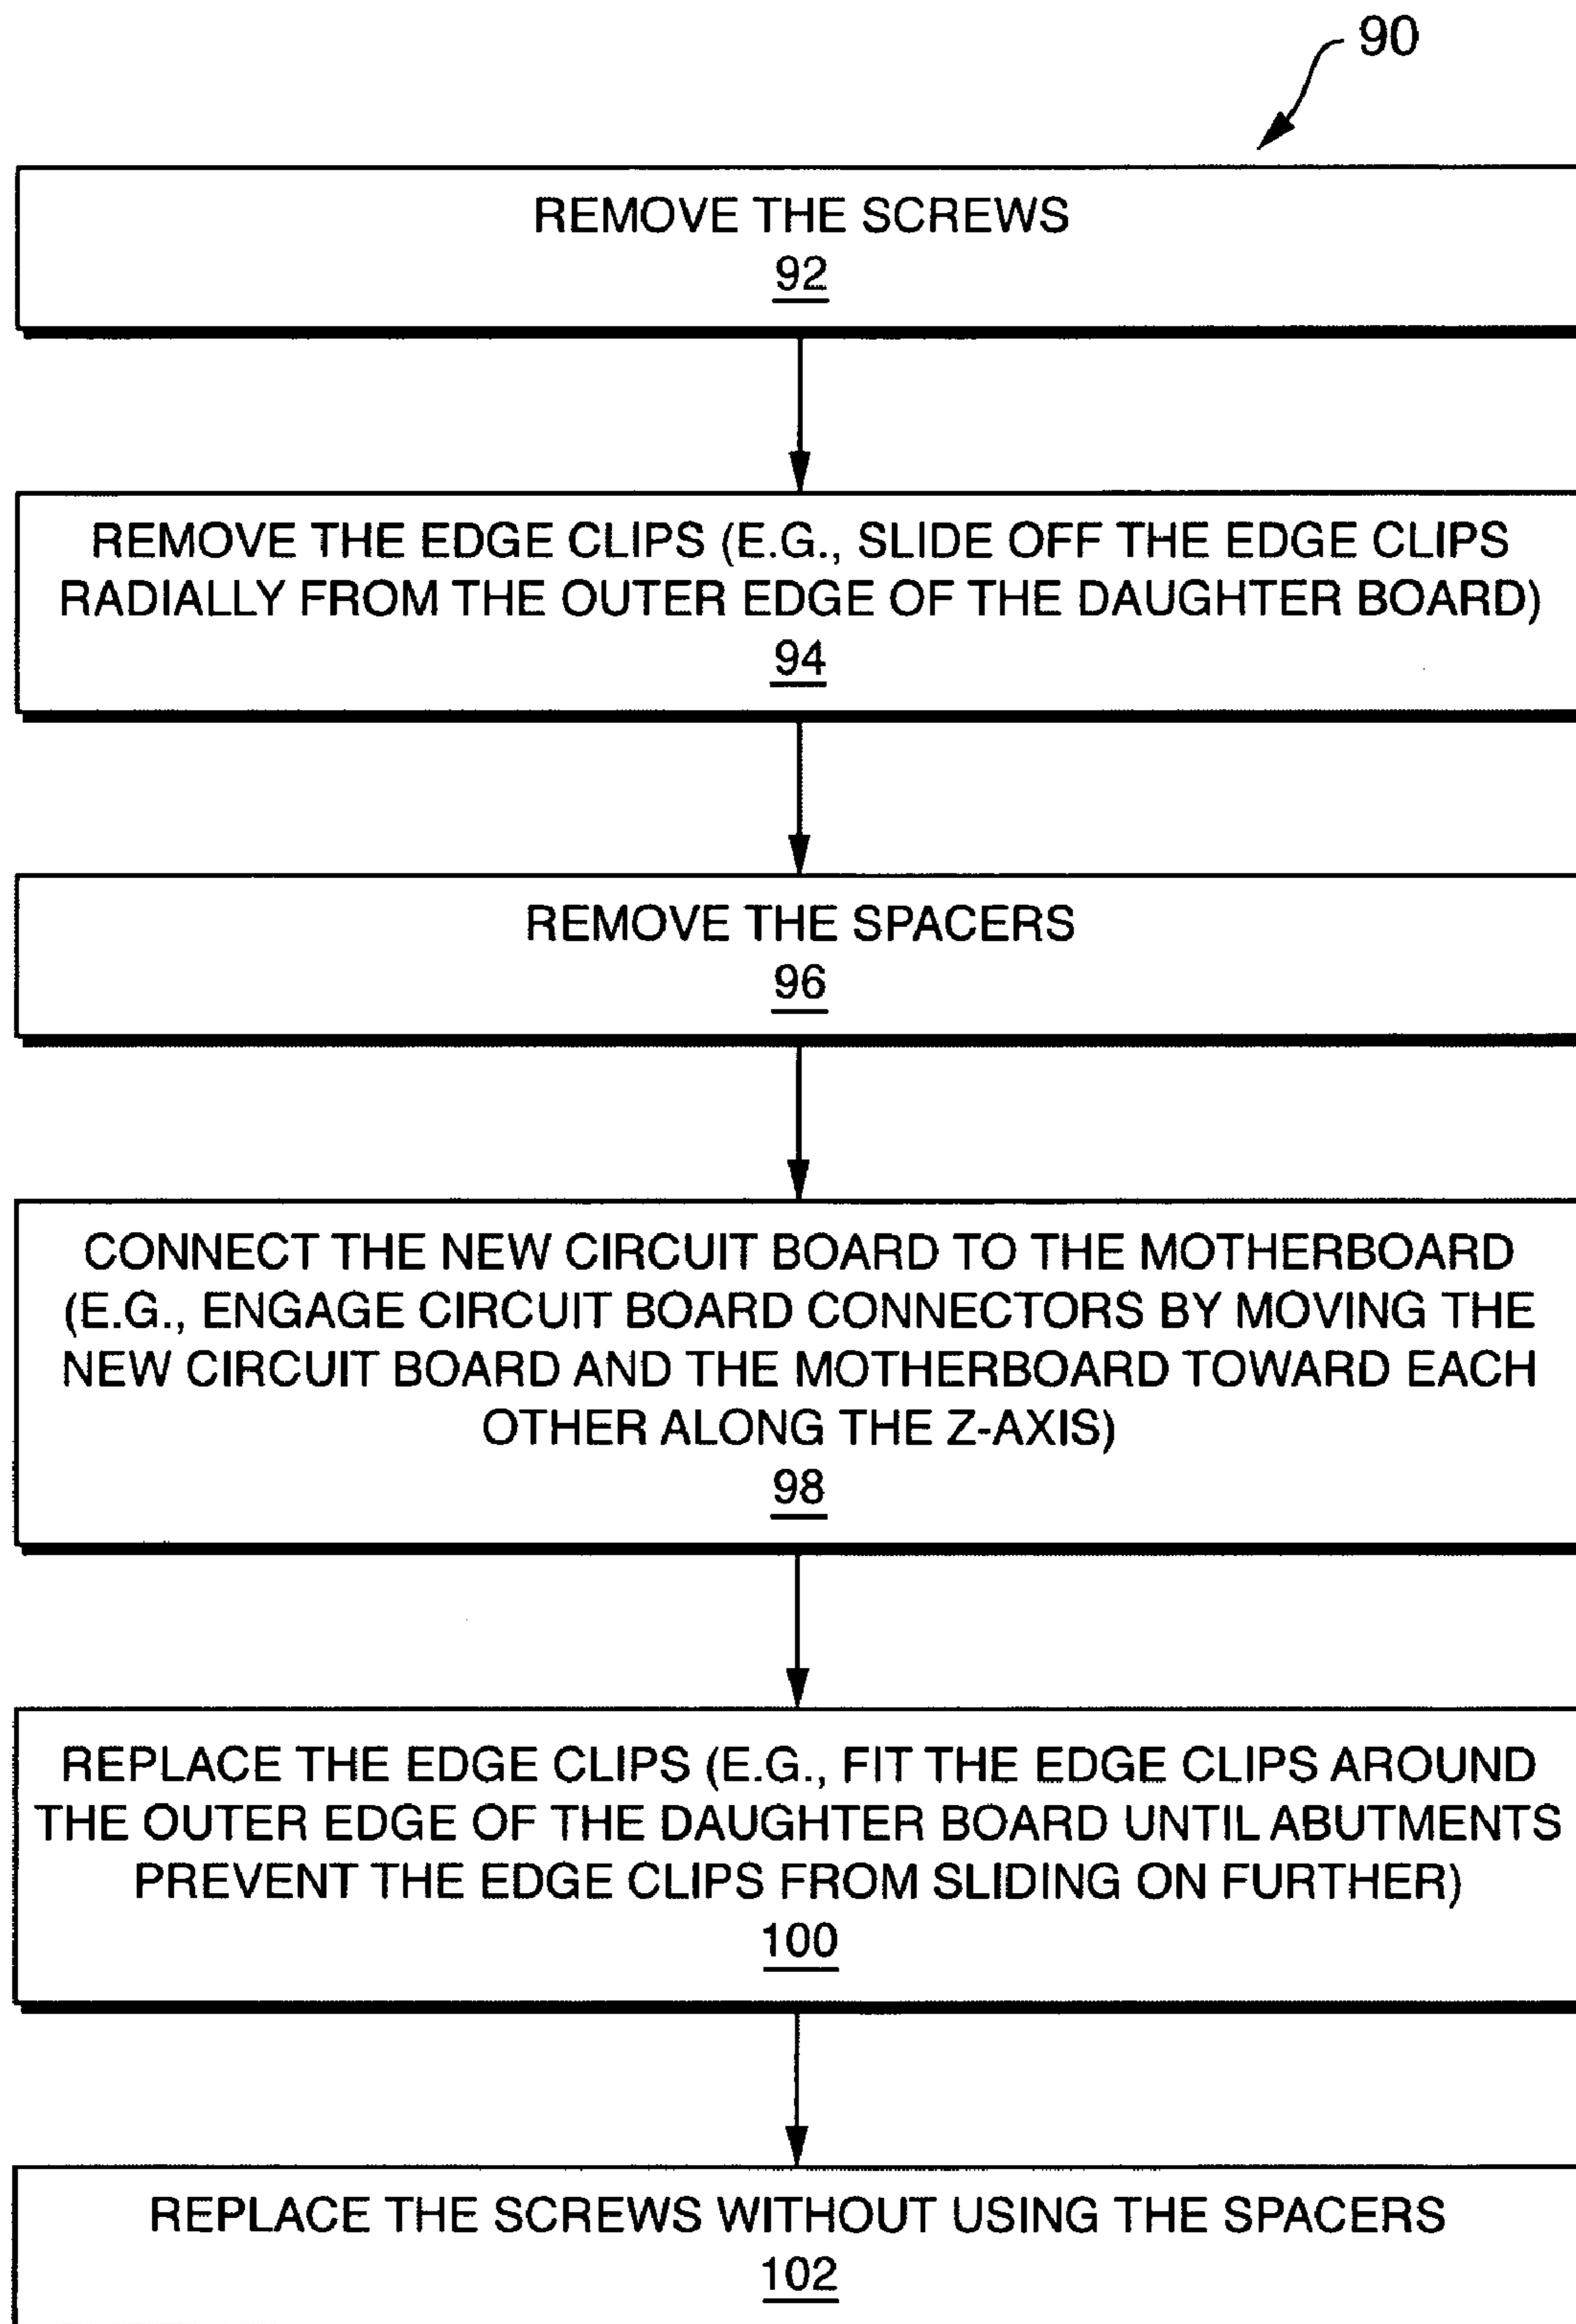 90
REMOVE THE SCREWS
92
REMOVE THE EDGE CLIPS (E.G., SLIDE OFF THE EDGE CLIPS
RADIALLY FROM THE OUTER EDGE OF THE DAUGHTER BOARD)
94
REMOVE THE SPACERS
96
CONNECT THE NEW CIRCUIT BOARD TO THE MOTHERBOARD
(E.G., ENGAGE CIRCUIT BOARD CONNECTORS BY MOVING THE
NEW CIRCUIT BOARD AND THE MOTHERBOARD TOWARD EACH
OTHER ALONG THE Z-AXIS)
98
REPLACE THE EDGE CLIPS (E.G., FIT THE EDGE CLIPS AROUND
THE OUTER EDGE OF THE DAUGHTER BOARD UNTIL ABUTMENTS
PREVENT THE EDGE CLIPS FROM SLIDING ON FURTHER)
100
REPLACE THE SCREWS WITHOUT USING THE SPACERS
102